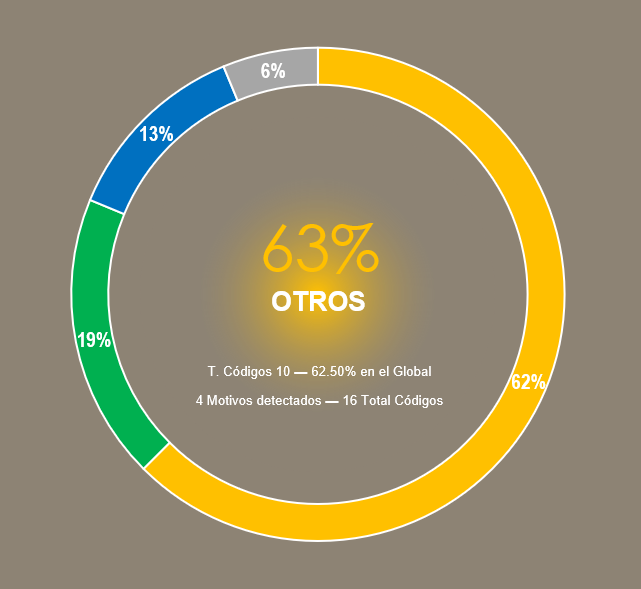 6%
13%
63%
OTROS
19%
T. Códigos 10 — 62.50% en el Global
62%
4 Motivos detectados — 16 Total Códigos